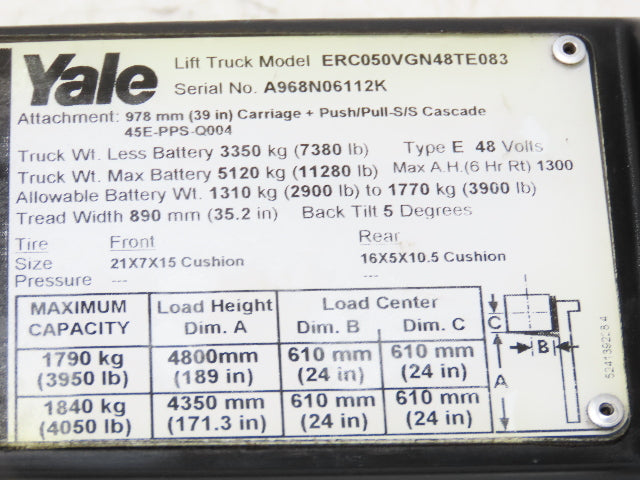 Yale
Lift Truck Model ERC050VGN48TE083
Serial No. A968N06112K
Attachment: 978 mm (39 in) Carriage + Push/Pull-S/S Cascade
45E-PPS-Q004
Truck Wt. Less Battery 3350 kg (7380 lb) Type E 48 Volts
Truck Wt. Max Battery 5120 kg (11280 lb) Max A.H.(6 Hr Rt) 1300
Allowable Battery Wt. 1310 kg (2900 lb) to 1770 kg (3900 lb)
Tread Width 890 mm (35.2 in) Back Tilt 5 Degrees
Tire Front Rear
Size 21X7X15 Cushion 16X5X10.5 Cushion
Pressure --- ---
MAXIMUM CAPACITY Load Height Dim. A Load Center Dim. B Dim. C
1790 kg (3950 lb) 4800mm (189 in) 610 mm (24 in) 610 mm (24 in)
1840 kg (4050 lb) 4350 mm (171.3 in) 610 mm (24 in) 610 mm (24 in)
C
B
A